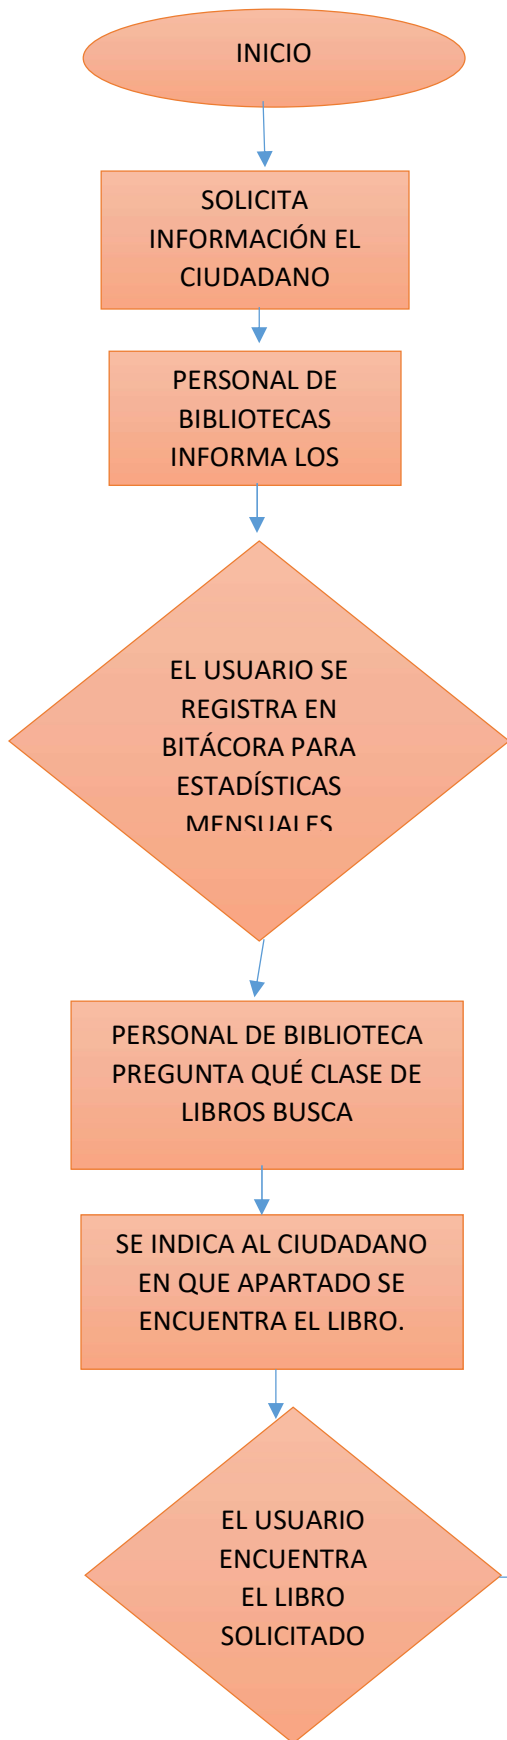 INICIO
SOLICITA
INFORMACIÓN EL
CIUDADANO
PERSONAL DE
BIBLIOTECAS
INFORMA LOS
EL USUARIO SE
REGISTRA EN
BITÁCORA PARA
ESTADÍSTICAS
MENSUALES
PERSONAL DE BIBLIOTECA
PREGUNTA QUÉ CLASE DE
LIBROS BUSCA
SE INDICA AL CIUDADANO
EN QUE APARTADO SE
ENCUENTRA EL LIBRO.
EL USUARIO
ENCUENTRA
EL LIBRO
SOLICITADO